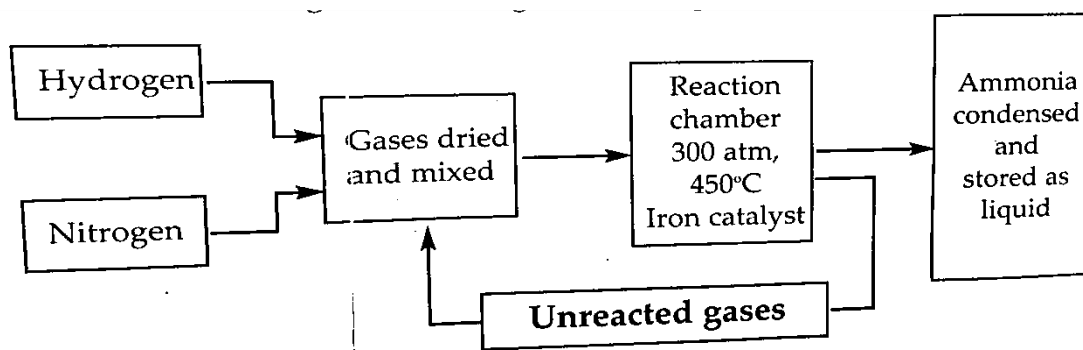 Hydrogen
Nitrogen
Gases dried
and mixed
Reaction
chamber
300 atm,
450°C
Iron catalyst
Ammonia
condensed
and
stored as
liquid
Unreacted gases